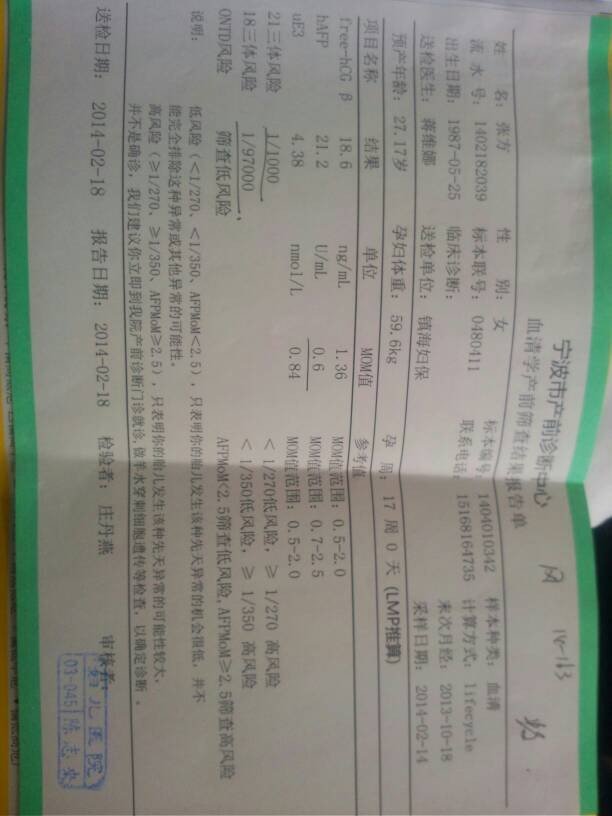 宁波市产前诊断中心
血清学产前筛查结果报告单
姓 名: 张方 性 别: 女 标本编号: 1404010342 样本种类: 血清
流 水 号: 1402182039 标本联号: 0480411 联系电话: 15168164735 计算方式: lifecycle
出生日期: 1987-05-25 临床诊断: 末次月经: 2013-10-18
送检医生: 蒋维娜 送检单位: 镇海妇保 采样日期: 2014-02-14
预产年龄: 27.17岁 孕妇体重: 59.6kg 孕 周: 17 周 0 天 (LMP推算)
项目名称 结果 单位 MOM值 参考值
free-hCG β 18.6 ng/mL 1.36 MOM值范围: 0.5-2.0
hAFP 21.2 U/mL 0.6 MOM值范围: 0.7-2.5
uE3 4.38 nmol/L 0.84 MOM值范围: 0.5-2.0
21三体风险 1/1000 <1/270低风险, ≥ 1/270 高风险
18三体风险 1/97000 <1/350低风险, ≥ 1/350 高风险
ONTD风险 筛查低风险 AFPMoM<2.5筛查低风险, AFPMoM≥2.5筛查高风险
说明: 低风险 (<1/270、<1/350、AFPMoM<2.5), 只表明你的胎儿发生该种先天异常的机会很低, 并不
能完全排除这种异常或其他异常的可能性。
高风险 (≥1/270、≥1/350、AFPMoM≥2.5), 只表明你的胎儿发生该种先天异常的可能性较大,
并不是确诊, 我们建议你立即到我院产前诊断门诊就诊, 做羊水穿刺细胞遗传等检查, 以确定诊断。
送检日期: 2014-02-18 报告日期: 2014-02-18 检验者: 庄丹燕 审核者:
妇儿医院
03-045